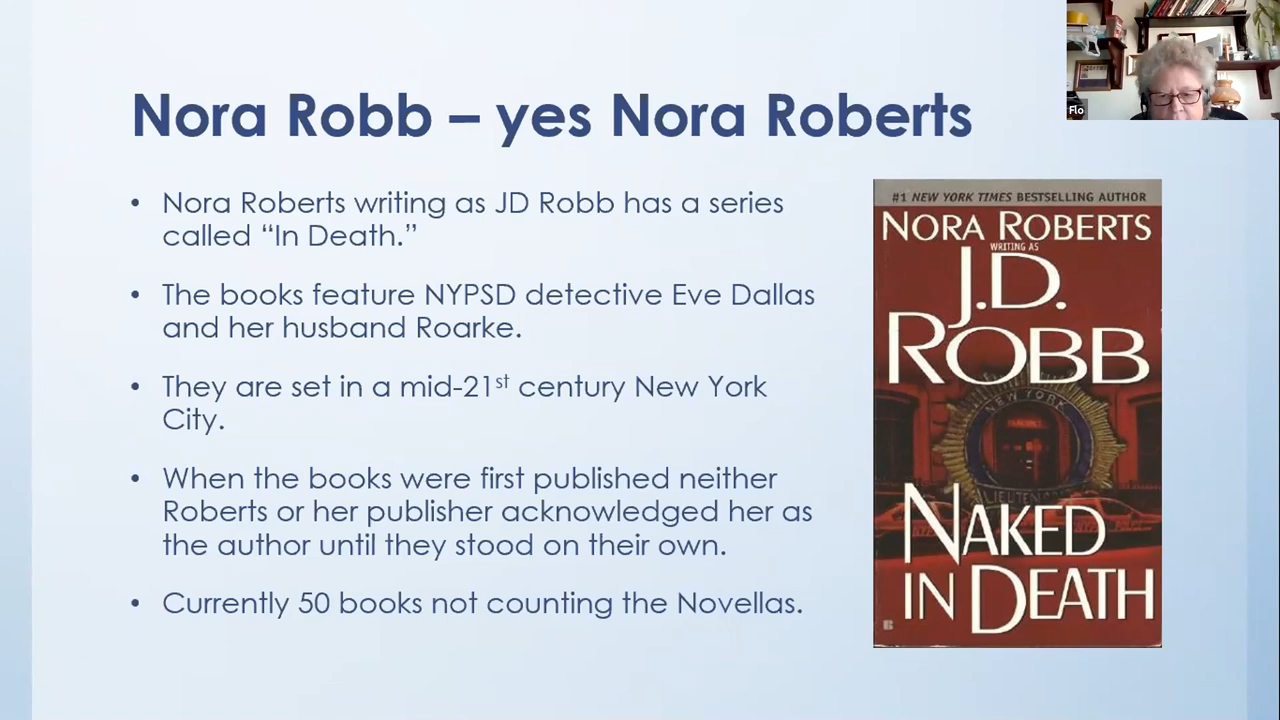 Nora Robb – yes Nora Roberts
Flo
• Nora Roberts writing as JD Robb has a series
called “In Death.”
• The books feature NYPSD detective Eve Dallas
and her husband Roarke.
• They are set in a mid-21st century New York
City.
• When the books were first published neither
Roberts or her publisher acknowledged her as
the author until they stood on their own.
• Currently 50 books not counting the Novellas.
#1 NEW YORK TIMES BESTSELLING AUTHOR
NORA ROBERTS
WRITING AS
J.D.
ROBB
NEW YORK
LIEUTENANT
NAKED
IN DEATH
B